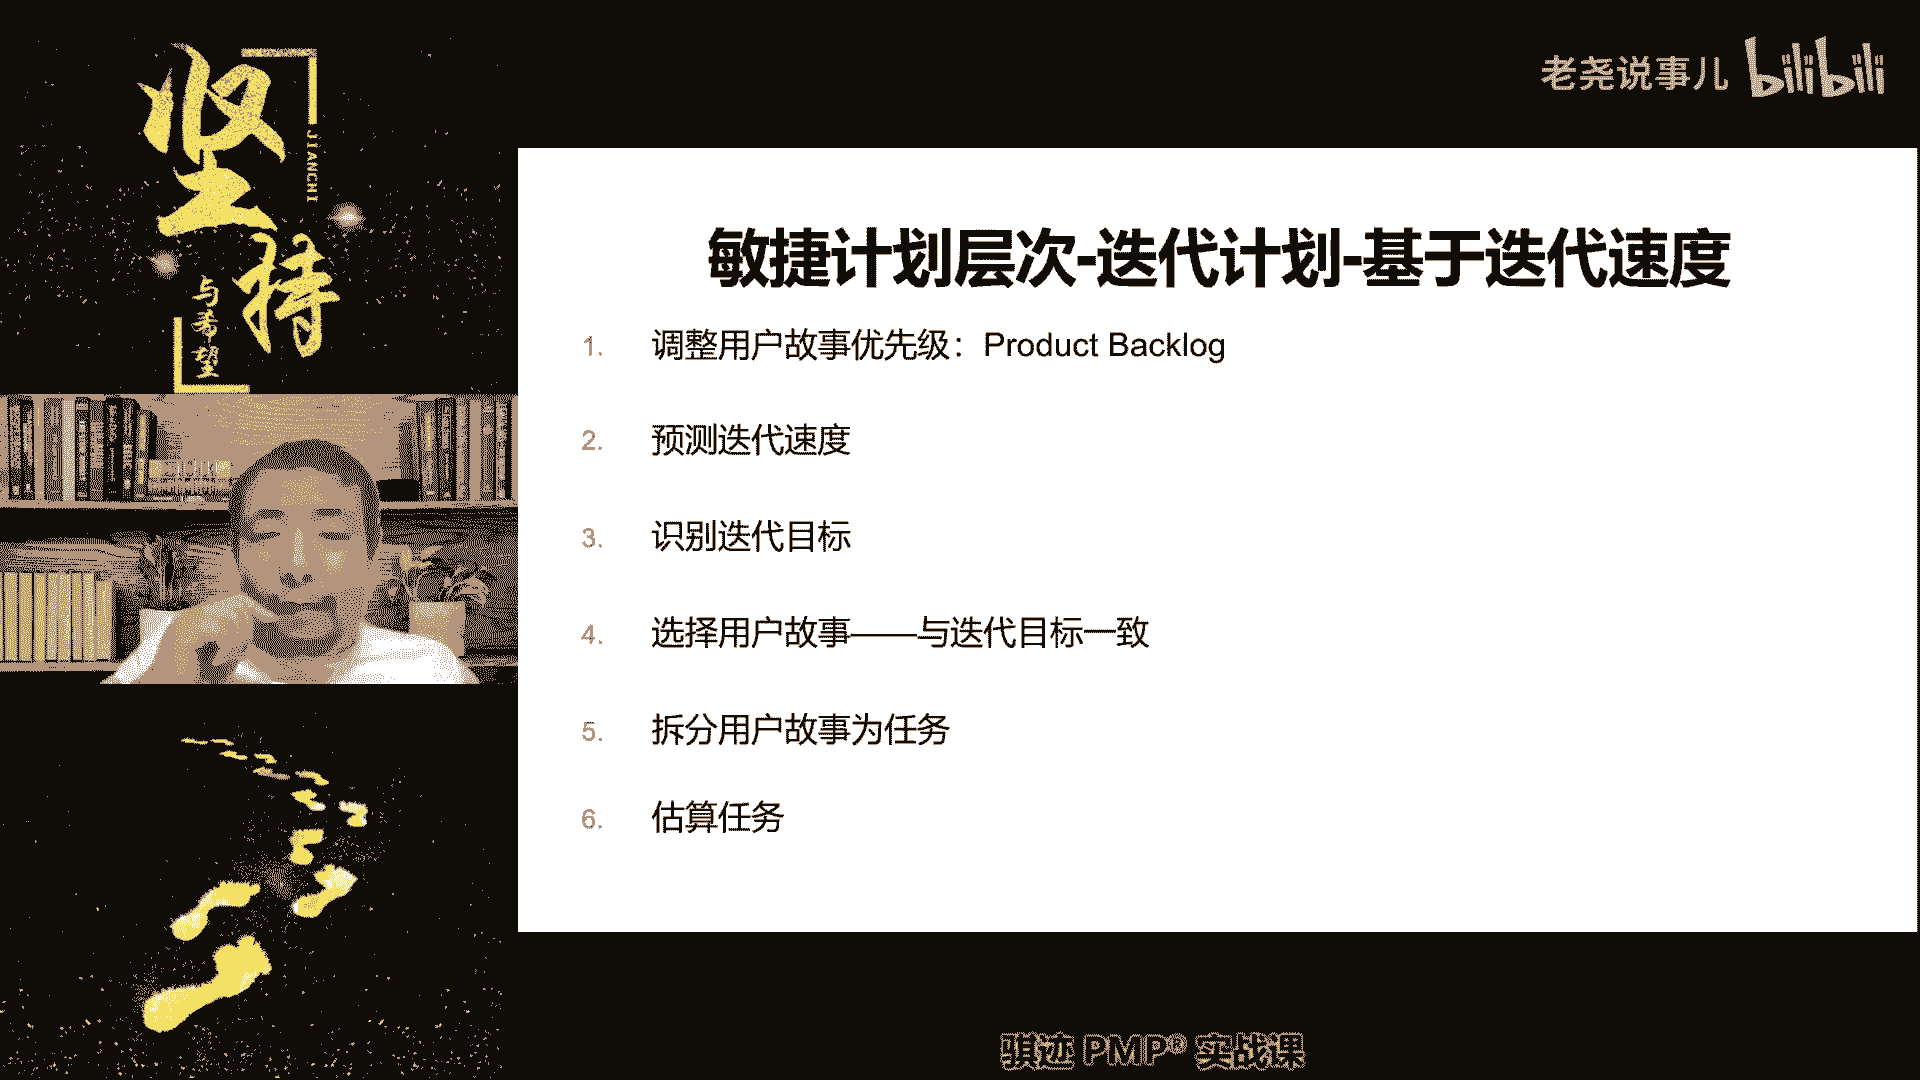 坚持
JIANCHI
与希望
老尧说事儿 bilibili
敏捷计划层次-迭代计划-基于迭代速度
1. 调整用户故事优先级：Product Backlog
2. 预测迭代速度
3. 识别迭代目标
4. 选择用户故事——与迭代目标一致
5. 拆分用户故事为任务
6. 估算任务
骐迹 PMP® 实战课